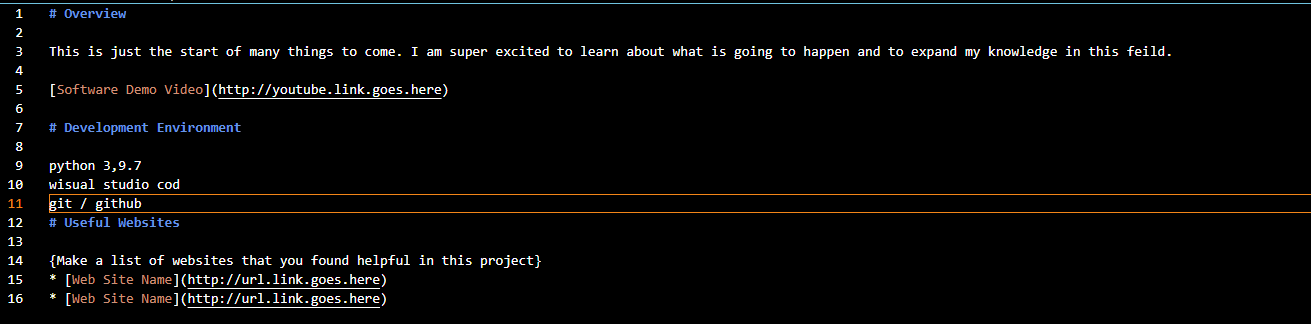 1 # Overview
2
3 This is just the start of many things to come. I am super excited to learn about what is going to happen and to expand my knowledge in this feild.
4
5 [Software Demo Video](http://youtube.link.goes.here)
6
7 # Development Environment
8
9 python 3,9.7
10 wisual studio cod
11 git / github
12 # Useful Websites
13
14 {Make a list of websites that you found helpful in this project}
15 * [Web Site Name](http://url.link.goes.here)
16 * [Web Site Name](http://url.link.goes.here)